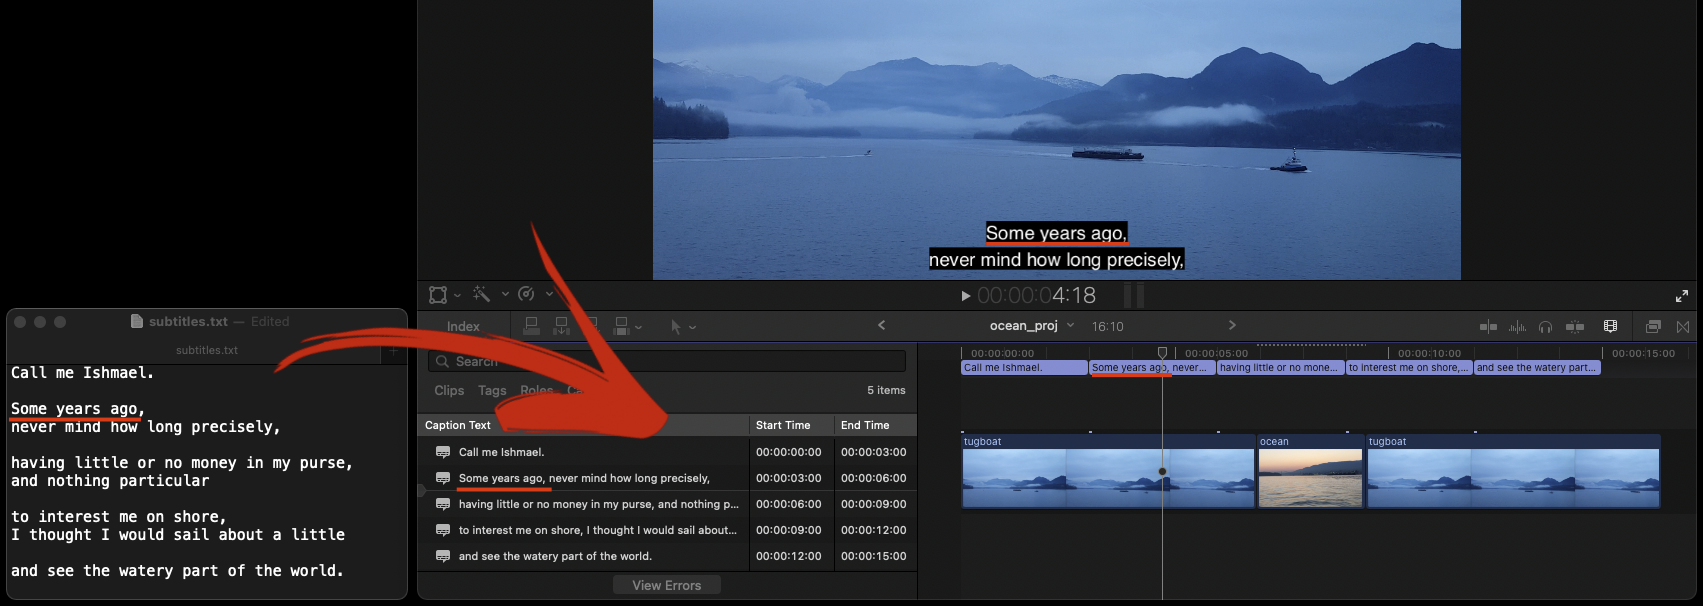 Some years ago,
never mind how long precisely,
00:00:04:18
subtitles.txt — Edited
subtitles.txt
+
Call me Ishmael.
Some years ago,
never mind how long precisely,
having little or no money in my purse,
and nothing particular
to interest me on shore,
I thought I would sail about a little
and see the watery part of the world.
Index
ocean_proj
16:10
Search
Clips Tags Roles
5 items
Caption Text Start Time End Time
Call me Ishmael. 00:00:00:00 00:00:03:00
Some years ago, never mind how long precisely, 00:00:03:00 00:00:06:00
having little or no money in my purse, and nothing p... 00:00:06:00 00:00:09:00
to interest me on shore, I thought I would sail about... 00:00:09:00 00:00:12:00
and see the watery part of the world. 00:00:12:00 00:00:15:00
View Errors
00:00:00:00 00:00:05:00 00:00:10:00 00:00:15:00
Call me Ishmael. Some years ago, never... having little or no mone... to interest me on shore,... and see the watery part...
tugboat ocean tugboat